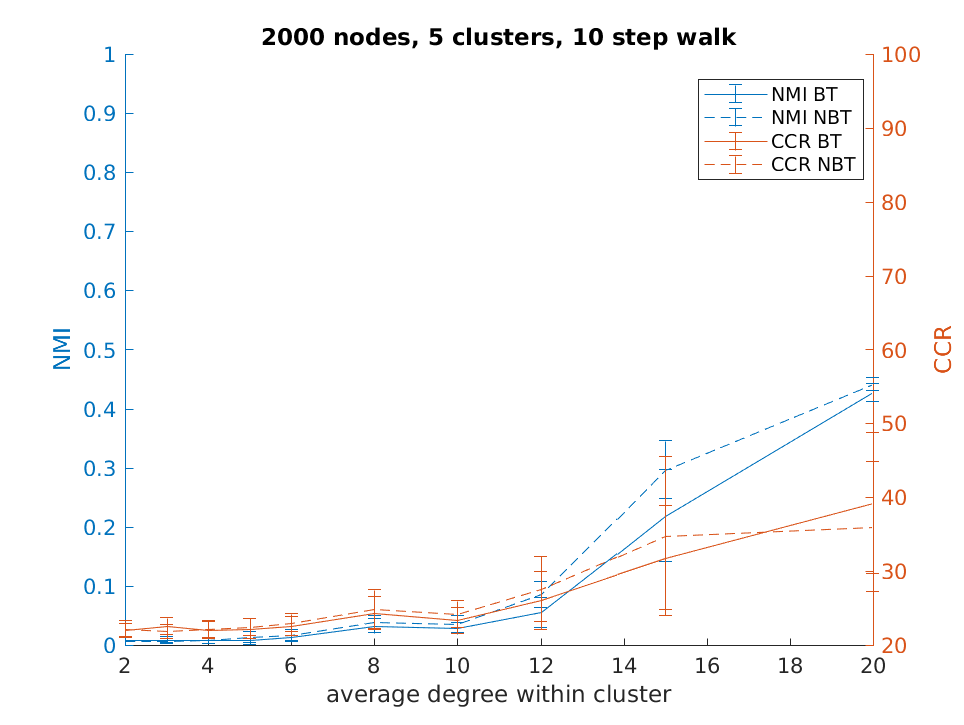 2000 nodes, 5 clusters, 10 step walk
1
0.9
0.8
0.7
0.6
0.5
0.4
0.3
0.2
0.1
0
NMI
100
90
80
70
60
50
40
30
20
CCR
NMI BT
NMI NBT
CCR BT
CCR NBT
2 4 6 8 10 12 14 16 18 20
average degree within cluster